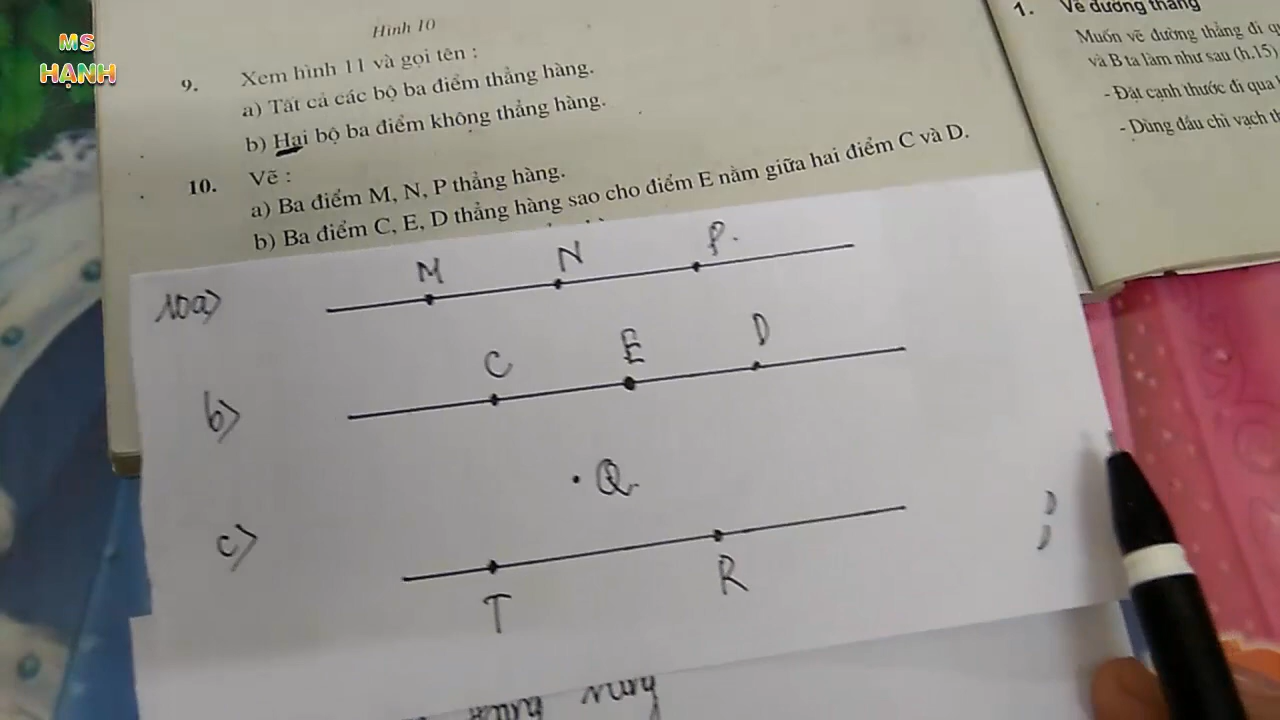 MS
HẠNH
Hình 10
9. Xem hình 11 và gọi tên :
a) Tất cả các bộ ba điểm thẳng hàng.
b) Hai bộ ba điểm không thẳng hàng.
10. Vẽ :
a) Ba điểm M, N, P thẳng hàng.
b) Ba điểm C, E, D thẳng hàng sao cho điểm E nằm giữa hai điểm C và D.
1. Vẽ đường thẳng
Muốn vẽ đường thẳng đi
và B ta làm như sau (h.15)
- Đặt cạnh thước đi qua
- Dùng đầu chì vạch
10a) M N P.
b) C E D
Q.
c) T R